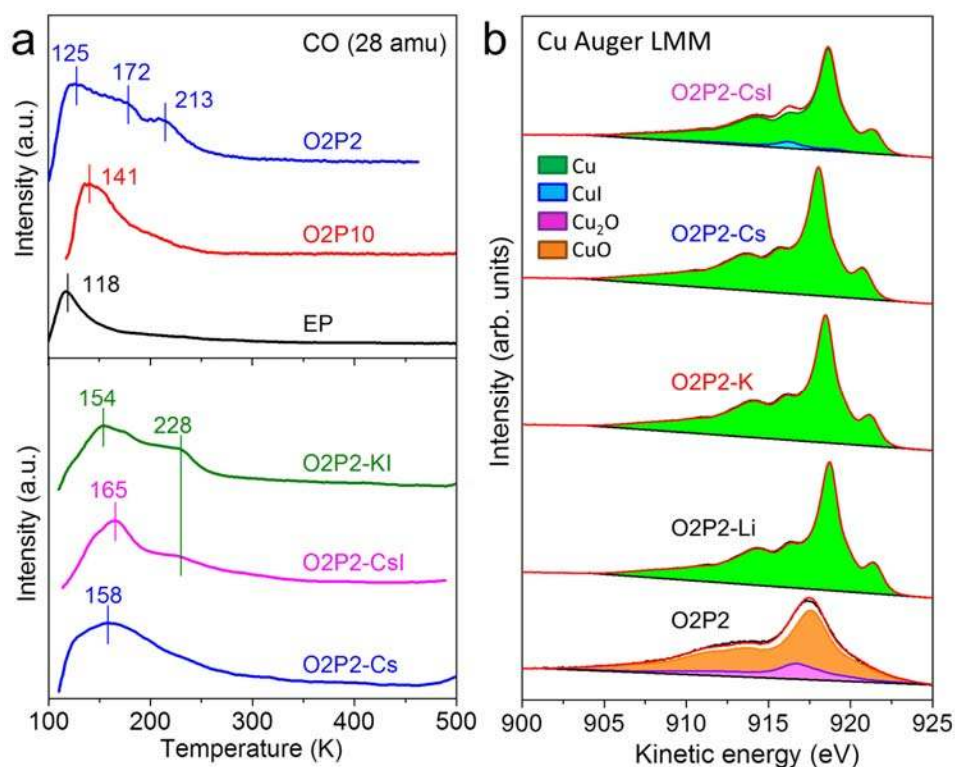 a
CO (28 amu)
125
172
213
O2P2
141
O2P10
118
EP
Intensity (a.u.)
154
228
O2P2-KI
165
O2P2-CsI
158
O2P2-Cs
Intensity (a.u.)
100 200 300 400 500
Temperature (K)
b
Cu Auger LMM
O2P2-CsI
Cu
CuI
Cu₂O
CuO
O2P2-Cs
O2P2-K
O2P2-Li
O2P2
Intensity (arb. units)
900 905 910 915 920 925
Kinetic energy (eV)